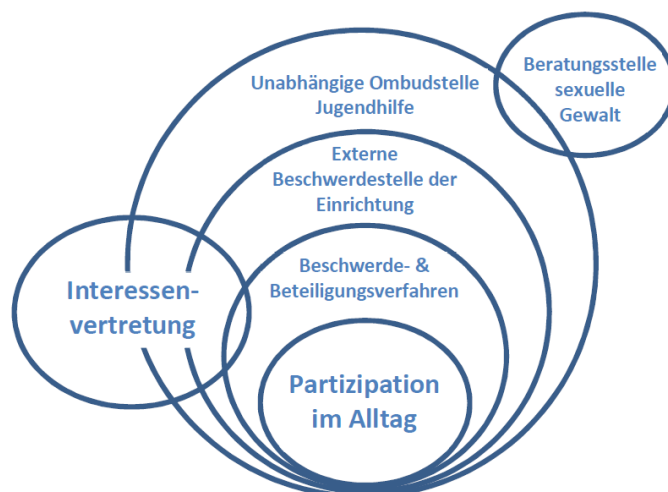 Unabhängige Ombudstelle
Jugendhilfe
Beratungsstelle
sexuelle
Gewalt
Externe
Beschwerdestelle der
Einrichtung
Beschwerde- &
Beteiligungsverfahren
Interessen-
vertretung
Partizipation
im Alltag